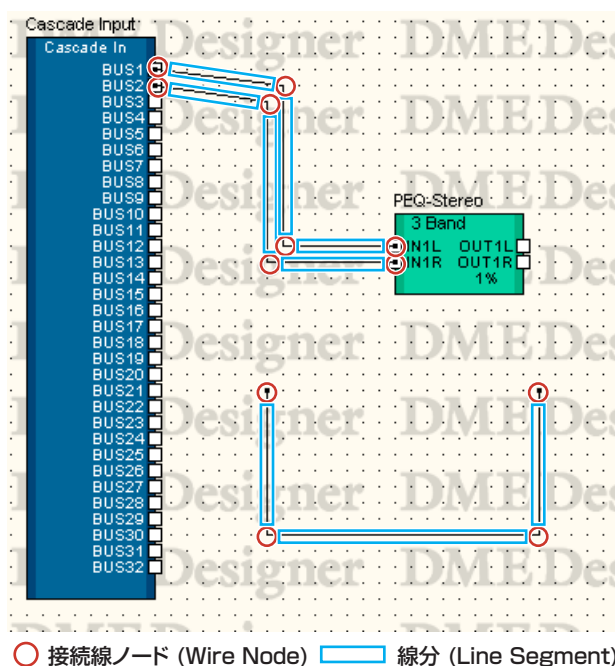 Cascade Input
Cascade In
BUS1
BUS2
BUS3
BUS4
BUS5
BUS6
BUS7
BUS8
BUS9
BUS10
BUS11
BUS12
BUS13
BUS14
BUS15
BUS16
BUS17
BUS18
BUS19
BUS20
BUS21
BUS22
BUS23
BUS24
BUS25
BUS26
BUS27
BUS28
BUS29
BUS30
BUS31
BUS32
PEQ-Stereo
3 Band
IN1L OUT1L
IN1R OUT1R
1%
DME Designer
接続線ノード (Wire Node) 線分 (Line Segment)